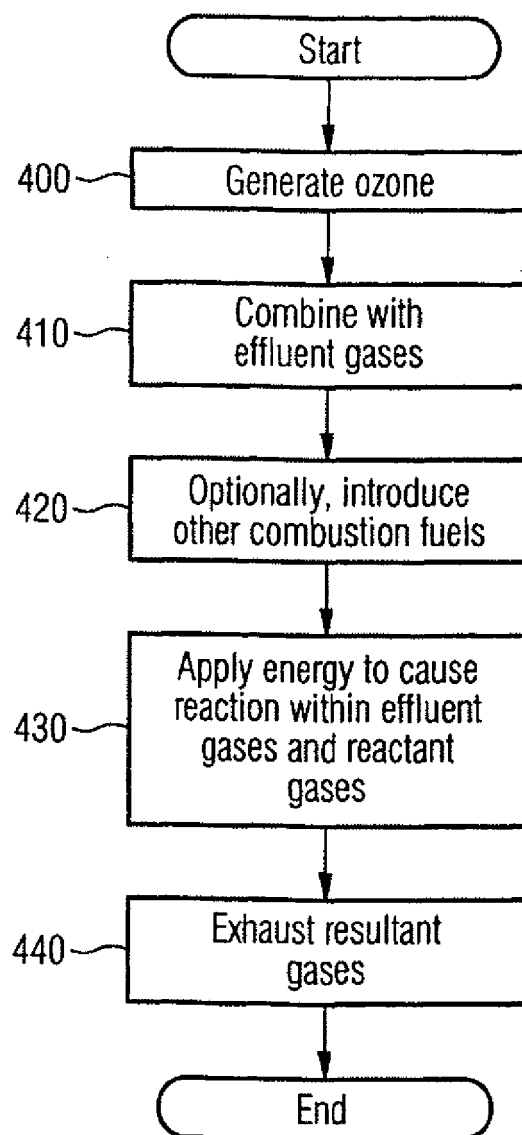 Start
400
Generate ozone
410
Combine with
effluent gases
420
Optionally, introduce
other combustion fuels
430
Apply energy to cause
reaction within effluent
gases and reactant
gases
440
Exhaust resultant
gases
End